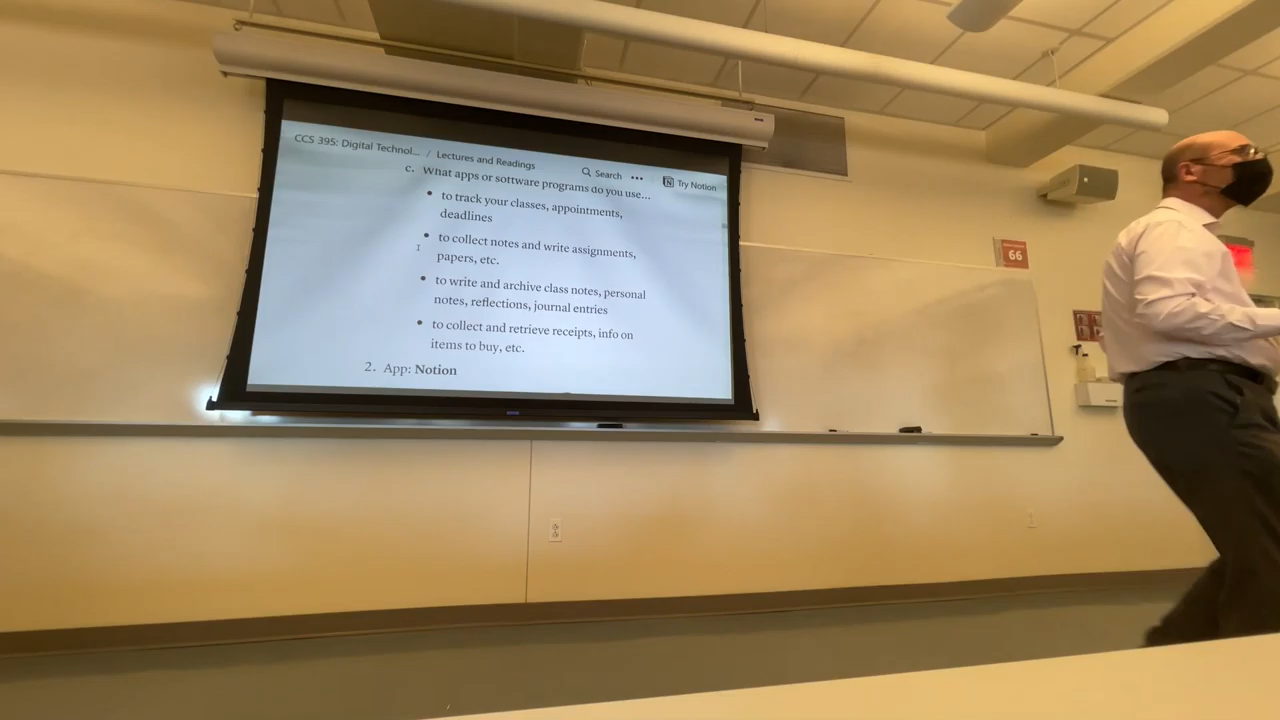 CCS 395: Digital Technol... / Lectures and Readings
Search ••• Try Notion
c. What apps or software programs do you use...
• to track your classes, appointments,
deadlines
• to collect notes and write assignments,
papers, etc.
• to write and archive class notes, personal
notes, reflections, journal entries
• to collect and retrieve receipts, info on
items to buy, etc.
2. App: Notion
66